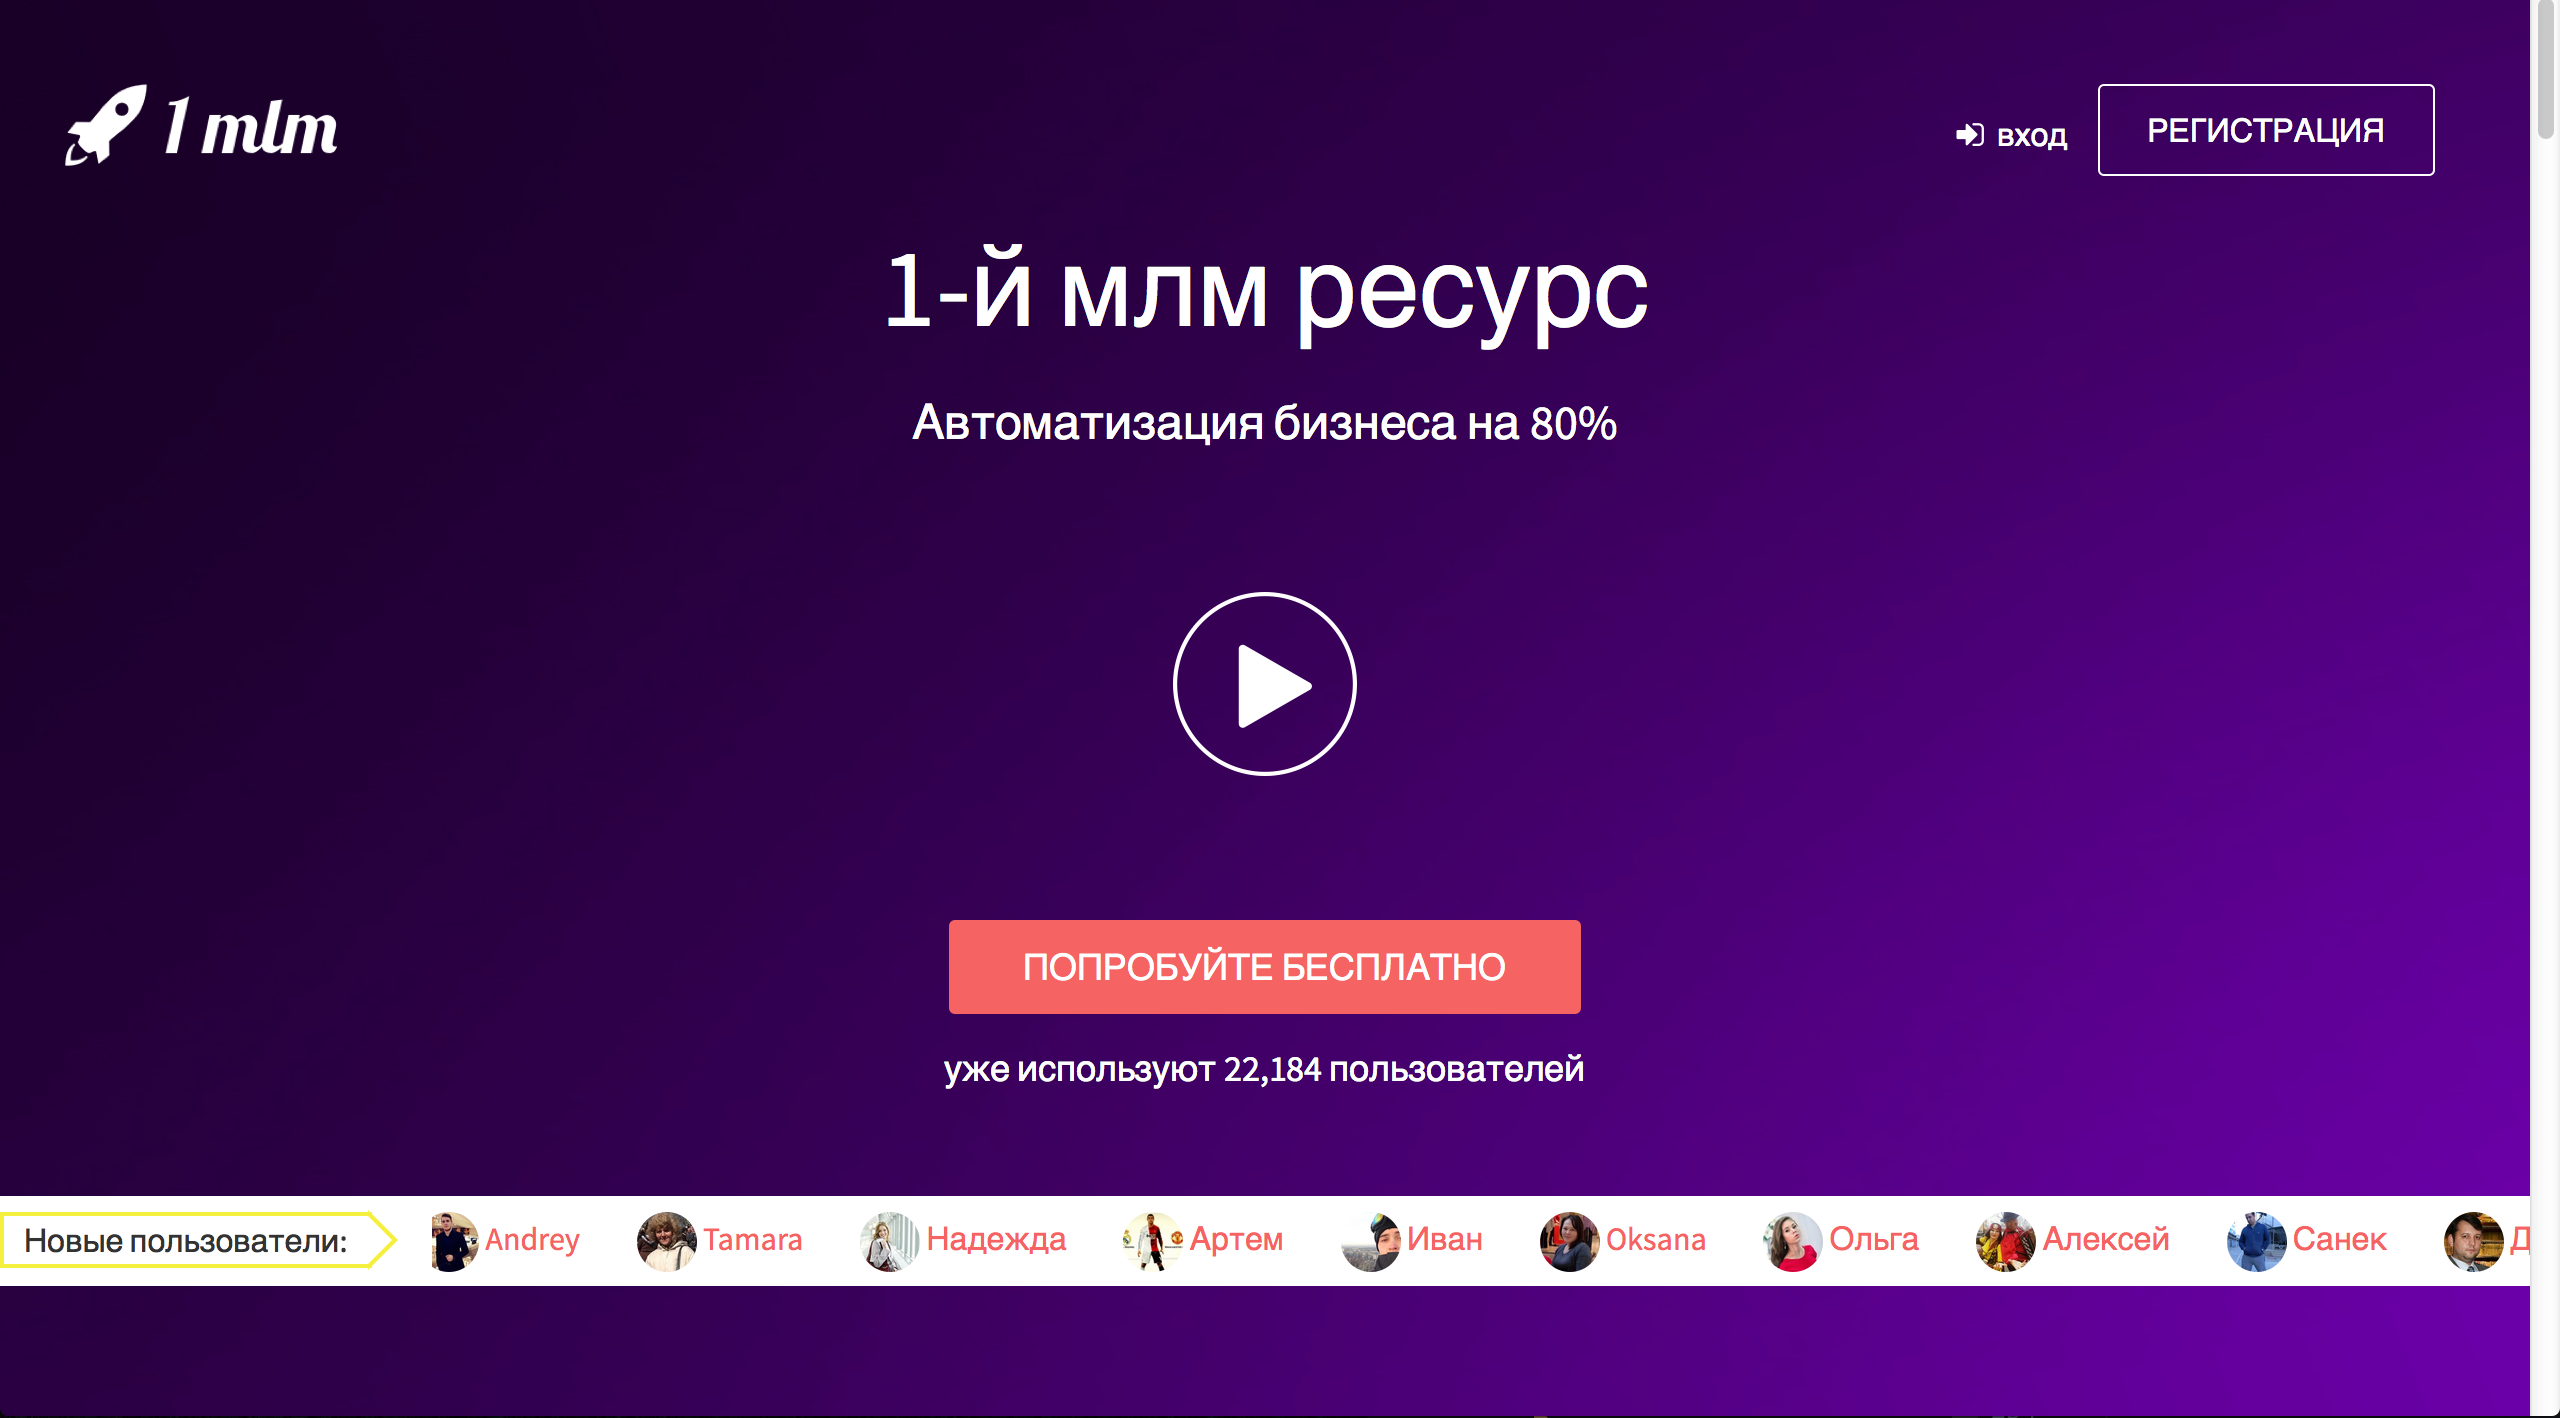 1 mlm
вход
РЕГИСТРАЦИЯ
1-й млм ресурс
Автоматизация бизнеса на 80%
ПОПРОБУЙТЕ БЕСПЛАТНО
уже используют 22,184 пользователей
Новые пользователи: Andrey Tamara Надежда Артем Иван Oksana Ольга Алексей Санек